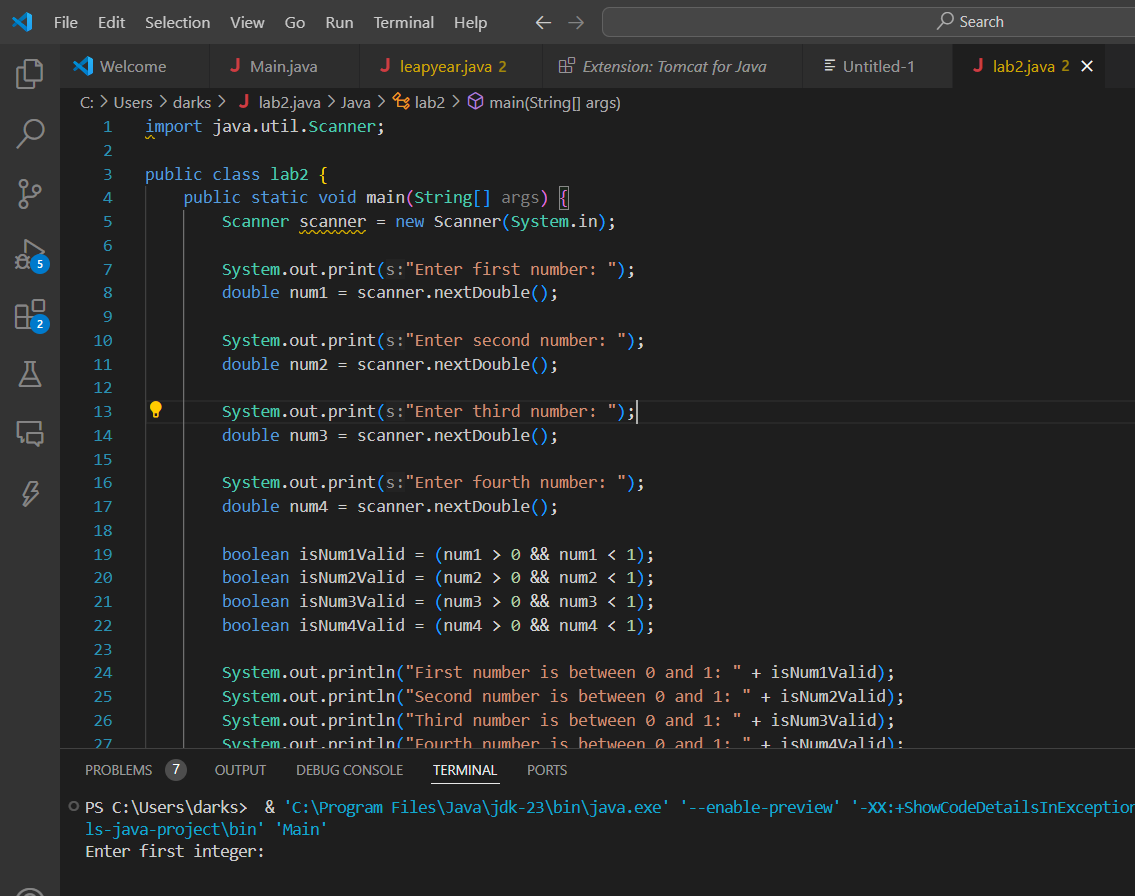 File Edit Selection View Go Run Terminal Help Search
Welcome Main.java leapyear.java 2 Extension: Tomcat for Java Untitled-1 lab2.java 2
C: > Users > darks > lab2.java > Java > lab2 > main(String[] args)
1 import java.util.Scanner;
2
3 public class lab2 {
4 public static void main(String[] args) {
5 Scanner scanner = new Scanner(System.in);
6
7 System.out.print(s:"Enter first number: ");
8 double num1 = scanner.nextDouble();
9
10 System.out.print(s:"Enter second number: ");
11 double num2 = scanner.nextDouble();
12
13 System.out.print(s:"Enter third number: ");
14 double num3 = scanner.nextDouble();
15
16 System.out.print(s:"Enter fourth number: ");
17 double num4 = scanner.nextDouble();
18
19 boolean isNum1Valid = (num1 > 0 && num1 < 1);
20 boolean isNum2Valid = (num2 > 0 && num2 < 1);
21 boolean isNum3Valid = (num3 > 0 && num3 < 1);
22 boolean isNum4Valid = (num4 > 0 && num4 < 1);
23
24 System.out.println("First number is between 0 and 1: " + isNum1Valid);
25 System.out.println("Second number is between 0 and 1: " + isNum2Valid);
26 System.out.println("Third number is between 0 and 1: " + isNum3Valid);
27 System.out.println("Fourth number is between 0 and 1: " + isNum4Valid);
5
2
PROBLEMS 7 OUTPUT DEBUG CONSOLE TERMINAL PORTS
PS C:\Users\darks> & 'C:\Program Files\Java\jdk-23\bin\java.exe' '--enable-preview' '-XX:+ShowCodeDetailsInException
ls-java-project\bin' 'Main'
Enter first integer: